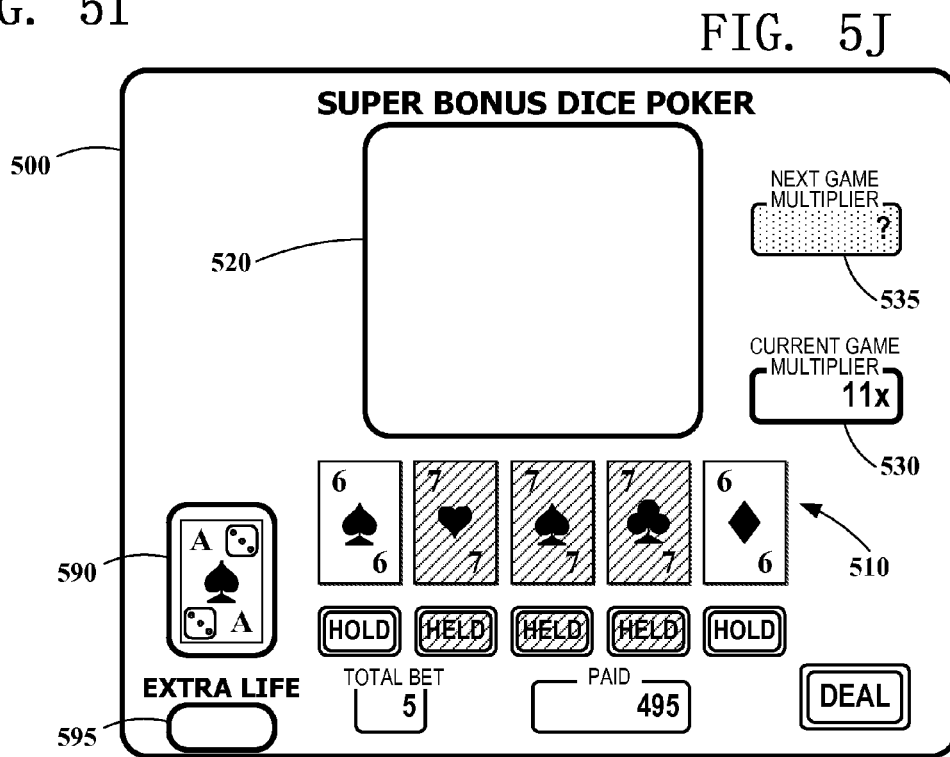 G. 5I
FIG. 5J
SUPER BONUS DICE POKER
500
NEXT GAME
MULTIPLIER
?
520
535
CURRENT GAME
MULTIPLIER
11x
530
6 7 7 7 6
6 7 7 7 6
510
A
A
590
HOLD HELD HELD HELD HOLD
EXTRA LIFE
595
TOTAL BET
5
PAID
495
DEAL